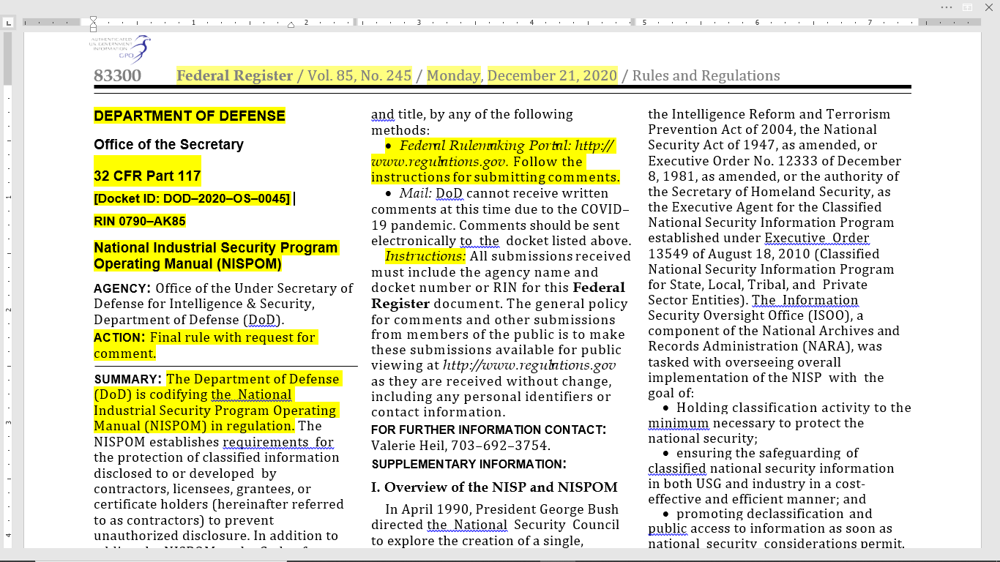 1 2 3 4 5 6 7
AUTHENTICATED
U.S. GOVERNMENT
INFORMATION
GPO
83300 Federal Register / Vol. 85, No. 245 / Monday, December 21, 2020 / Rules and Regulations
DEPARTMENT OF DEFENSE
Office of the Secretary
32 CFR Part 117
[Docket ID: DOD–2020–OS–0045]
RIN 0790–AK85
National Industrial Security Program
Operating Manual (NISPOM)
AGENCY: Office of the Under Secretary of
Defense for Intelligence & Security,
Department of Defense (DoD).
ACTION: Final rule with request for
comment.
SUMMARY: The Department of Defense
(DoD) is codifying the National
Industrial Security Program Operating
Manual (NISPOM) in regulation. The
NISPOM establishes requirements for
the protection of classified information
disclosed to or developed by
contractors, licensees, grantees, or
certificate holders (hereinafter referred
to as contractors) to prevent
unauthorized disclosure. In addition to
and title, by any of the following
methods:
• Federal Rulemaking Portal: http://
www.regulations.gov. Follow the
instructions for submitting comments.
• Mail: DoD cannot receive written
comments at this time due to the COVID–
19 pandemic. Comments should be sent
electronically to the docket listed above.
Instructions: All submissions received
must include the agency name and
docket number or RIN for this Federal
Register document. The general policy
for comments and other submissions
from members of the public is to make
these submissions available for public
viewing at http://www.regulations.gov
as they are received without change,
including any personal identifiers or
contact information.
FOR FURTHER INFORMATION CONTACT:
Valerie Heil, 703–692–3754.
SUPPLEMENTARY INFORMATION:
I. Overview of the NISP and NISPOM
In April 1990, President George Bush
directed the National Security Council
to explore the creation of a single,
the Intelligence Reform and Terrorism
Prevention Act of 2004, the National
Security Act of 1947, as amended, or
Executive Order No. 12333 of December
8, 1981, as amended, or the authority of
the Secretary of Homeland Security, as
the Executive Agent for the Classified
National Security Information Program
established under Executive Order
13549 of August 18, 2010 (Classified
National Security Information Program
for State, Local, Tribal, and Private
Sector Entities). The Information
Security Oversight Office (ISOO), a
component of the National Archives and
Records Administration (NARA), was
tasked with overseeing overall
implementation of the NISP with the
goal of:
• Holding classification activity to the
minimum necessary to protect the
national security;
• ensuring the safeguarding of
classified national security information
in both USG and industry in a cost-
effective and efficient manner; and
• promoting declassification and
public access to information as soon as
national security considerations permit.